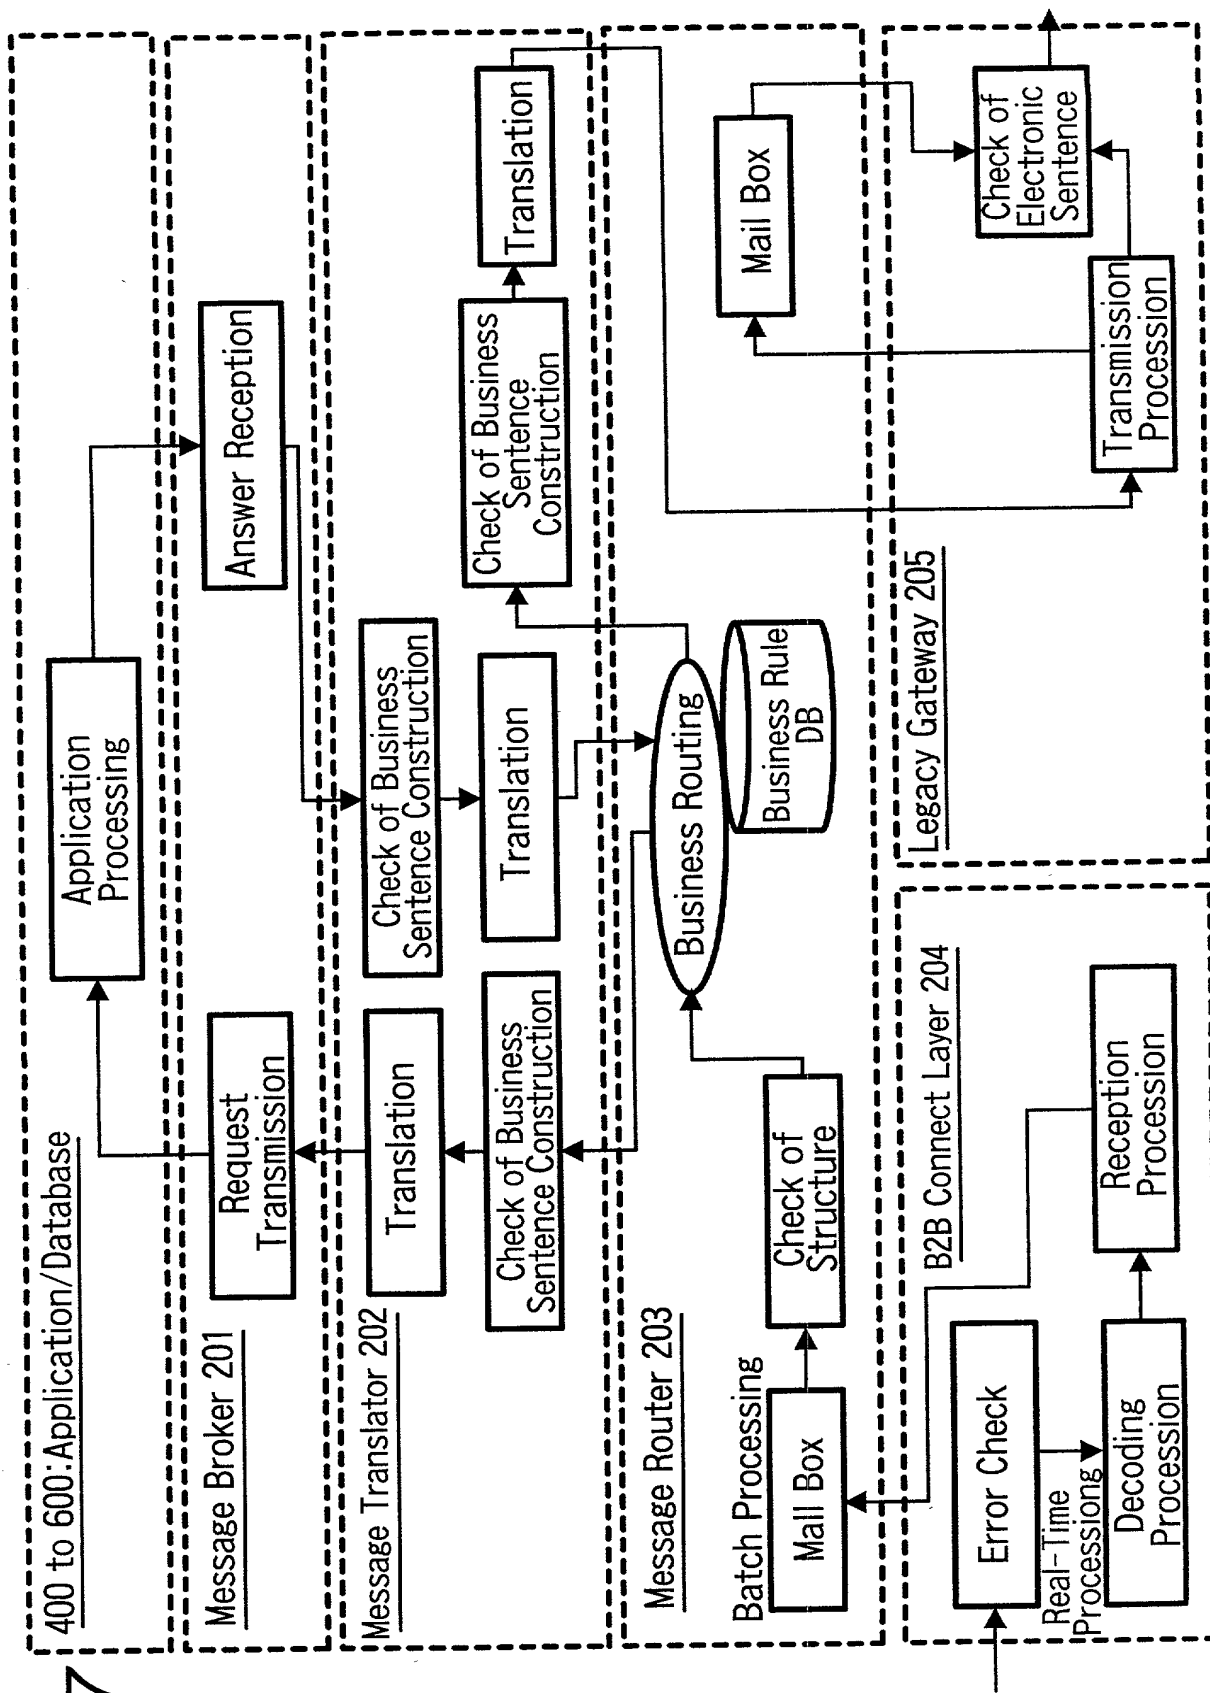 7
400 to 600:Application/Database
Application
Processing
Message Broker 201
Request
Transmission
Answer Reception
Message Translator 202
Translation
Check of Business
Sentence Construction
Check of Business
Sentence Construction
Translation
Check of Business
Sentence
Construction
Translation
Message Router 203
Batch Processing
Mall Box
Check of
Structure
Business Routing
Business Rule
DB
Mail Box
B2B Connect Layer 204
Error Check
Real-Time
Processiong
Decoding
Procession
Reception
Procession
Legacy Gateway 205
Transmission
Procession
Check of
Electronic
Sentence